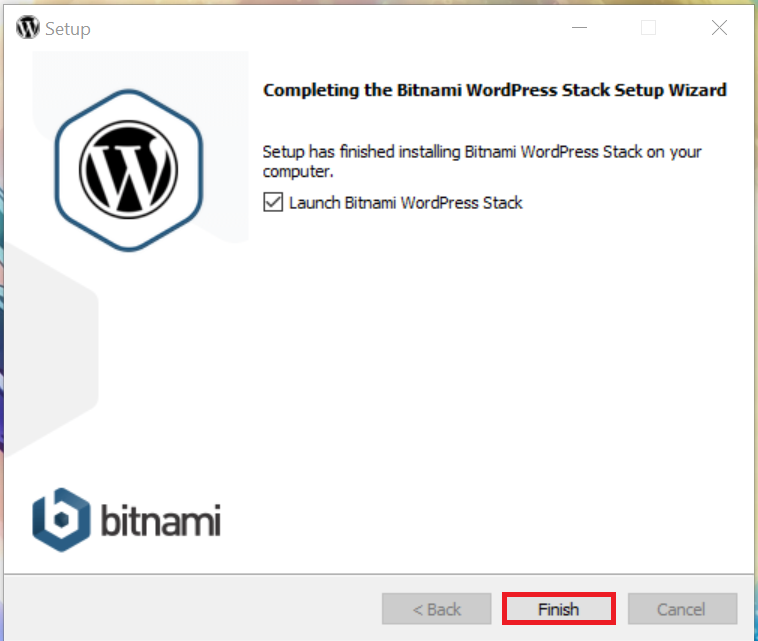 Setup
Completing the Bitnami WordPress Stack Setup Wizard
Setup has finished installing Bitnami WordPress Stack on your
computer.
Launch Bitnami WordPress Stack
bitnami
< Back
Finish
Cancel